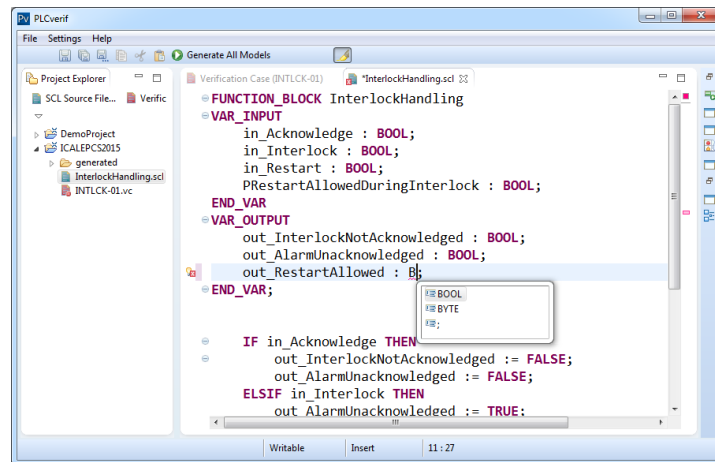 Pv PLCverif
File Settings Help
Generate All Models
Project Explorer
SCL Source File... Verific
DemoProject
ICALEPCS2015
generated
InterlockHandling.scl
INTLCK-01.vc
Verification Case (INTLCK-01) *InterlockHandling.scl
FUNCTION_BLOCK InterlockHandling
VAR_INPUT
in_Acknowledge : BOOL;
in_Interlock : BOOL;
in_Restart : BOOL;
PRestartAllowedDuringInterlock : BOOL;
END_VAR
VAR_OUTPUT
out_InterlockNotAcknowledged : BOOL;
out_AlarmUnacknowledged : BOOL;
out_RestartAllowed : B;
END_VAR;
BOOL
BYTE
;
IF in_Acknowledge THEN
out_InterlockNotAcknowledged := FALSE;
out_AlarmUnacknowledged := FALSE;
ELSIF in_Interlock THEN
out_AlarmUnacknowledged := TRUE;
Writable Insert 11 : 27